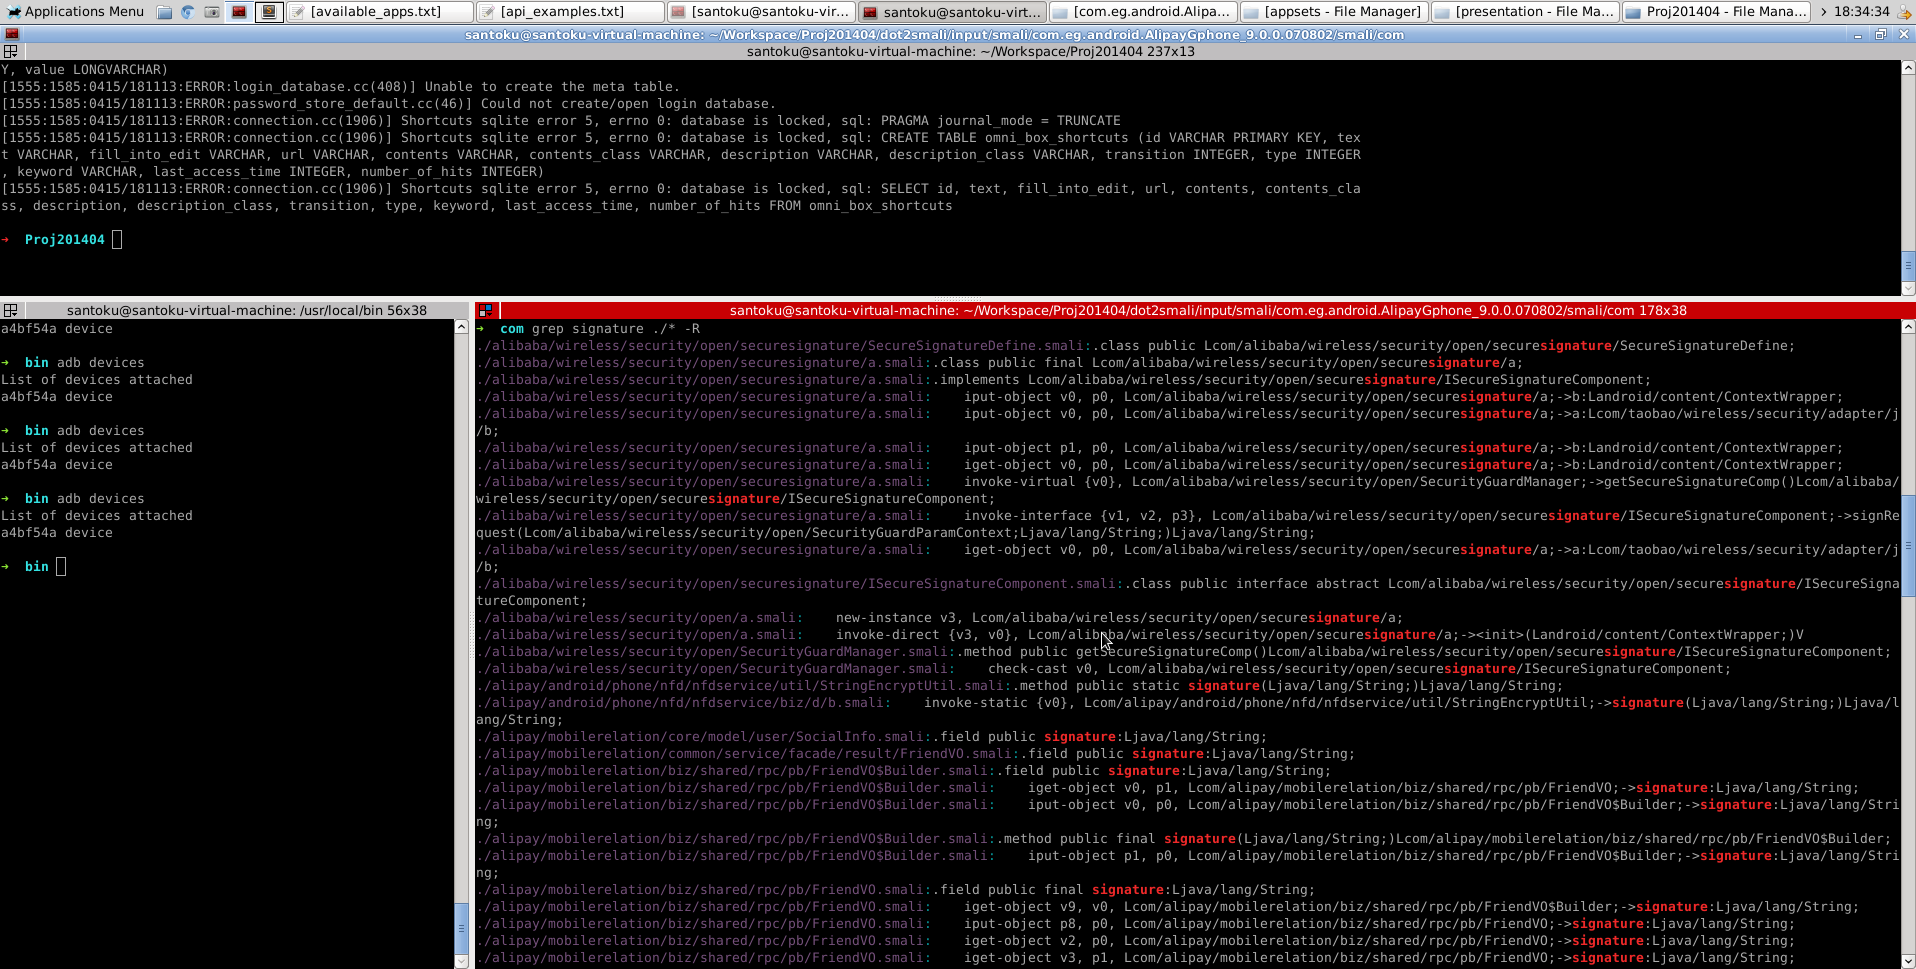 Applications Menu
[available_apps.txt]
[api_examples.txt]
[santoku@santoku-vir...
santoku@santoku-virt...
[com.eg.android.Alipa...
[appsets - File Manager]
[presentation - File Ma...
Proj201404 - File Mana...
18:34:34
santoku@santoku-virtual-machine: ~/Workspace/Proj201404/dot2smali/input/smali/com.eg.android.AlipayGphone_9.0.0.070802/smali/com
santoku@santoku-virtual-machine: ~/Workspace/Proj201404 237x13
Y, value LONGVARCHAR)
[1555:1585:0415/181113:ERROR:login_database.cc(408)] Unable to create the meta table.
[1555:1585:0415/181113:ERROR:password_store_default.cc(46)] Could not create/open login database.
[1555:1585:0415/181113:ERROR:connection.cc(1906)] Shortcuts sqlite error 5, errno 0: database is locked, sql: PRAGMA journal_mode = TRUNCATE
[1555:1585:0415/181113:ERROR:connection.cc(1906)] Shortcuts sqlite error 5, errno 0: database is locked, sql: CREATE TABLE omni_box_shortcuts (id VARCHAR PRIMARY KEY, tex
t VARCHAR, fill_into_edit VARCHAR, url VARCHAR, contents VARCHAR, contents_class VARCHAR, description VARCHAR, description_class VARCHAR, transition INTEGER, type INTEGER
, keyword VARCHAR, last_access_time INTEGER, number_of_hits INTEGER)
[1555:1585:0415/181113:ERROR:connection.cc(1906)] Shortcuts sqlite error 5, errno 0: database is locked, sql: SELECT id, text, fill_into_edit, url, contents, contents_cla
ss, description, description_class, transition, type, keyword, last_access_time, number_of_hits FROM omni_box_shortcuts
➜ Proj201404
santoku@santoku-virtual-machine: /usr/local/bin 56x38
a4bf54a device
➜ bin adb devices
List of devices attached
a4bf54a device
➜ bin adb devices
List of devices attached
a4bf54a device
➜ bin adb devices
List of devices attached
a4bf54a device
➜ bin
santoku@santoku-virtual-machine: ~/Workspace/Proj201404/dot2smali/input/smali/com.eg.android.AlipayGphone_9.0.0.070802/smali/com 178x38
➜ com grep signature ./* -R
./alibaba/wireless/security/open/securesignature/SecureSignatureDefine.smali:.class public Lcom/alibaba/wireless/security/open/securesignature/SecureSignatureDefine;
./alibaba/wireless/security/open/securesignature/a.smali:.class public final Lcom/alibaba/wireless/security/open/securesignature/a;
./alibaba/wireless/security/open/securesignature/a.smali:.implements Lcom/alibaba/wireless/security/open/securesignature/ISecureSignatureComponent;
./alibaba/wireless/security/open/securesignature/a.smali:    iput-object v0, p0, Lcom/alibaba/wireless/security/open/securesignature/a;->b:Landroid/content/ContextWrapper;
./alibaba/wireless/security/open/securesignature/a.smali:    iput-object v0, p0, Lcom/alibaba/wireless/security/open/securesignature/a;->a:Lcom/taobao/wireless/security/adapter/j
/b;
./alibaba/wireless/security/open/securesignature/a.smali:    iput-object p1, p0, Lcom/alibaba/wireless/security/open/securesignature/a;->b:Landroid/content/ContextWrapper;
./alibaba/wireless/security/open/securesignature/a.smali:    iget-object v0, p0, Lcom/alibaba/wireless/security/open/securesignature/a;->b:Landroid/content/ContextWrapper;
./alibaba/wireless/security/open/securesignature/a.smali:    invoke-virtual {v0}, Lcom/alibaba/wireless/security/open/SecurityGuardManager;->getSecureSignatureComp()Lcom/alibaba/
wireless/security/open/securesignature/ISecureSignatureComponent;
./alibaba/wireless/security/open/securesignature/a.smali:    invoke-interface {v1, v2, p3}, Lcom/alibaba/wireless/security/open/securesignature/ISecureSignatureComponent;->signRe
quest(Lcom/alibaba/wireless/security/open/SecurityGuardParamContext;Ljava/lang/String;)Ljava/lang/String;
./alibaba/wireless/security/open/securesignature/a.smali:    iget-object v0, p0, Lcom/alibaba/wireless/security/open/securesignature/a;->a:Lcom/taobao/wireless/security/adapter/j
/b;
./alibaba/wireless/security/open/securesignature/ISecureSignatureComponent.smali:.class public interface abstract Lcom/alibaba/wireless/security/open/securesignature/ISecureSigna
tureComponent;
./alibaba/wireless/security/open/a.smali:    new-instance v3, Lcom/alibaba/wireless/security/open/securesignature/a;
./alibaba/wireless/security/open/a.smali:    invoke-direct {v3, v0}, Lcom/alibaba/wireless/security/open/securesignature/a;-><init>(Landroid/content/ContextWrapper;)V
./alibaba/wireless/security/open/SecurityGuardManager.smali:.method public getSecureSignatureComp()Lcom/alibaba/wireless/security/open/securesignature/ISecureSignatureComponent;
./alibaba/wireless/security/open/SecurityGuardManager.smali:    check-cast v0, Lcom/alibaba/wireless/security/open/securesignature/ISecureSignatureComponent;
./alipay/android/phone/nfd/nfdservice/util/StringEncryptUtil.smali:.method public static signature(Ljava/lang/String;)Ljava/lang/String;
./alipay/android/phone/nfd/nfdservice/biz/d/b.smali:    invoke-static {v0}, Lcom/alipay/android/phone/nfd/nfdservice/util/StringEncryptUtil;->signature(Ljava/lang/String;)Ljava/l
ang/String;
./alipay/mobilerelation/core/model/user/SocialInfo.smali:.field public signature:Ljava/lang/String;
./alipay/mobilerelation/common/service/facade/result/FriendVO.smali:.field public signature:Ljava/lang/String;
./alipay/mobilerelation/biz/shared/rpc/pb/FriendVO$Builder.smali:.field public signature:Ljava/lang/String;
./alipay/mobilerelation/biz/shared/rpc/pb/FriendVO$Builder.smali:    iget-object v0, p1, Lcom/alipay/mobilerelation/biz/shared/rpc/pb/FriendVO;->signature:Ljava/lang/String;
./alipay/mobilerelation/biz/shared/rpc/pb/FriendVO$Builder.smali:    iput-object v0, p0, Lcom/alipay/mobilerelation/biz/shared/rpc/pb/FriendVO$Builder;->signature:Ljava/lang/Stri
ng;
./alipay/mobilerelation/biz/shared/rpc/pb/FriendVO$Builder.smali:.method public final signature(Ljava/lang/String;)Lcom/alipay/mobilerelation/biz/shared/rpc/pb/FriendVO$Builder;
./alipay/mobilerelation/biz/shared/rpc/pb/FriendVO$Builder.smali:    iput-object p1, p0, Lcom/alipay/mobilerelation/biz/shared/rpc/pb/FriendVO$Builder;->signature:Ljava/lang/Stri
ng;
./alipay/mobilerelation/biz/shared/rpc/pb/FriendVO.smali:.field public final signature:Ljava/lang/String;
./alipay/mobilerelation/biz/shared/rpc/pb/FriendVO.smali:    iget-object v9, v0, Lcom/alipay/mobilerelation/biz/shared/rpc/pb/FriendVO$Builder;->signature:Ljava/lang/String;
./alipay/mobilerelation/biz/shared/rpc/pb/FriendVO.smali:    iput-object p8, p0, Lcom/alipay/mobilerelation/biz/shared/rpc/pb/FriendVO;->signature:Ljava/lang/String;
./alipay/mobilerelation/biz/shared/rpc/pb/FriendVO.smali:    iget-object v2, p0, Lcom/alipay/mobilerelation/biz/shared/rpc/pb/FriendVO;->signature:Ljava/lang/String;
./alipay/mobilerelation/biz/shared/rpc/pb/FriendVO.smali:    iget-object v3, p1, Lcom/alipay/mobilerelation/biz/shared/rpc/pb/FriendVO;->signature:Ljava/lang/String;